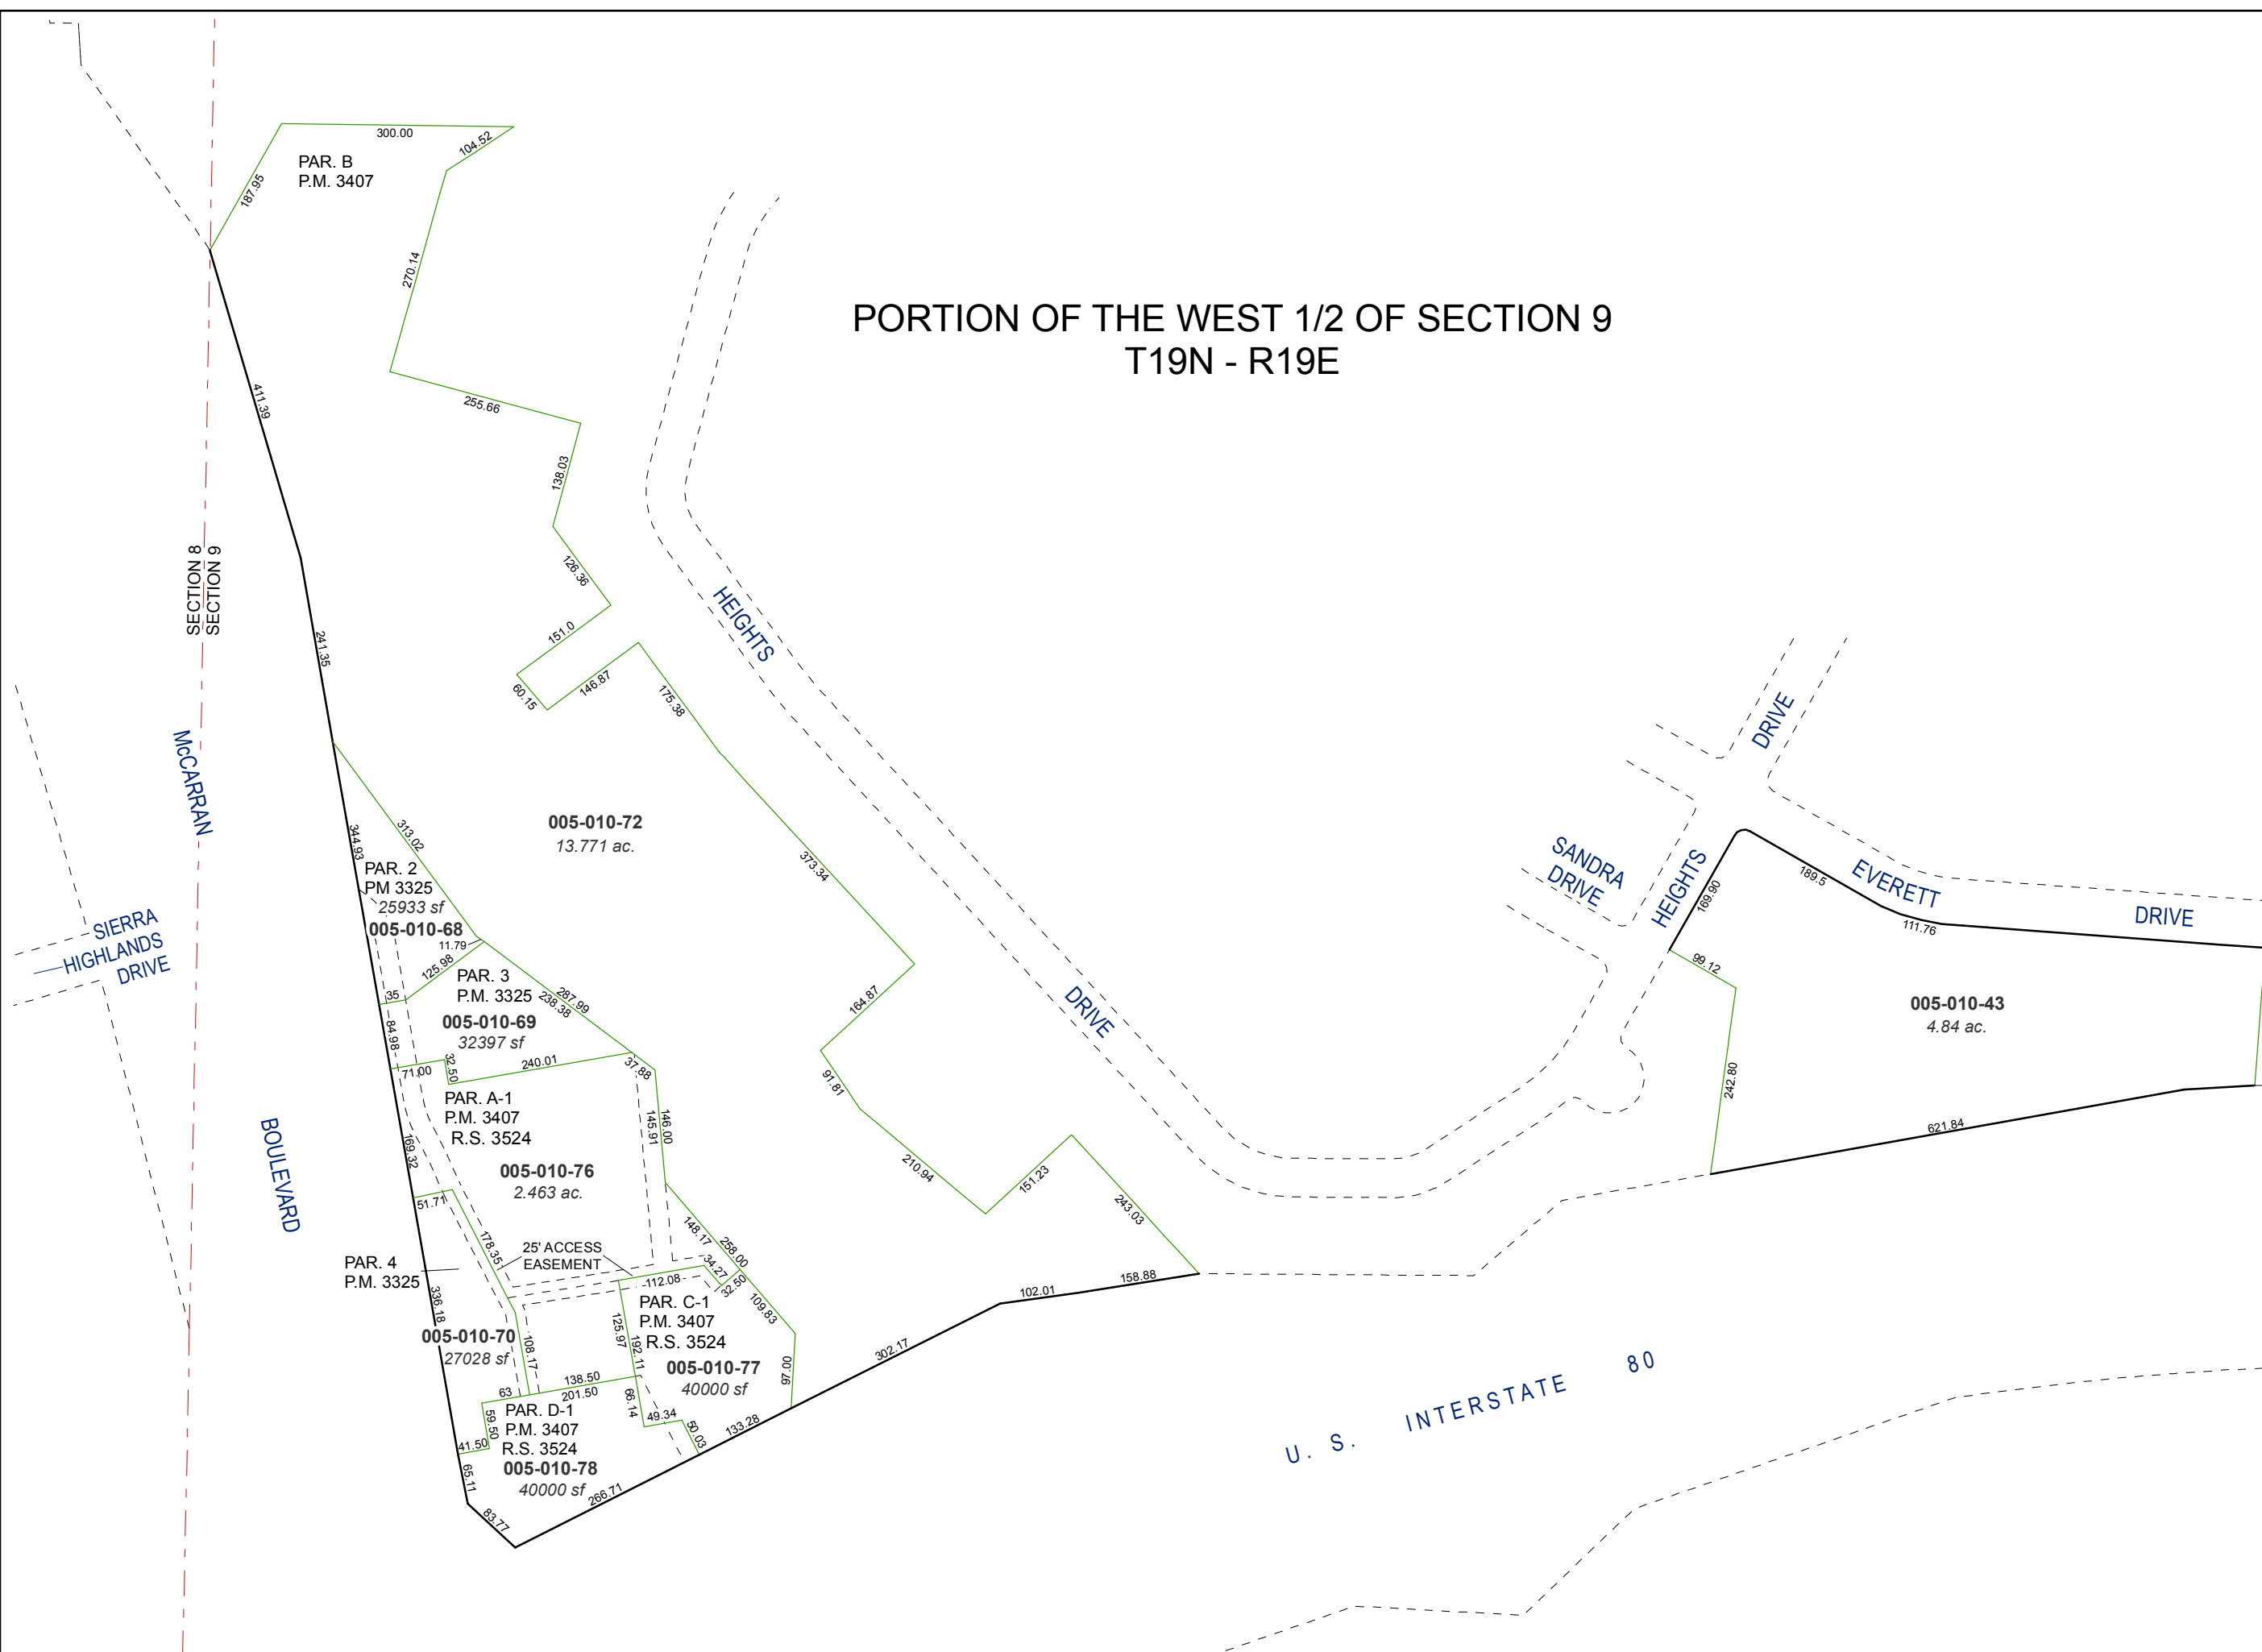 300.00
104.52
PAR. B
P.M. 3407
187.95
270.14
PORTION OF THE WEST 1/2 OF SECTION 9
T19N - R19E
411.39
255.66
138.03
SECTION 8
SECTION 9
126.36
HEIGHTS
151.0
241.35
60.15
146.87
175.38
DRIVE
McCARRAN
005-010-72
13.771 ac.
344.93
313.02
373.34
SANDRA
DRIVE
HEIGHTS
169.90
189.5
EVERETT
DRIVE
111.76
PAR. 2
PM 3325
25933 sf
005-010-68
11.79
SIERRA
HIGHLANDS
DRIVE
125.98
99.12
PAR. 3
P.M. 3325
35
287.99
238.38
164.87
DRIVE
005-010-43
4.84 ac.
005-010-69
32397 sf
84.98
71.00
32.50
240.01
37.88
91.81
242.80
PAR. A-1
P.M. 3407
R.S. 3524
145.91
146.00
621.84
BOULEVARD
169.32
005-010-76
2.463 ac.
210.94
151.23
51.71
243.03
178.35
148.17
258.00
25' ACCESS
EASEMENT
PAR. 4
P.M. 3325
34.27
32.50
112.08
102.01
158.88
336.18
109.83
PAR. C-1
P.M. 3407
R.S. 3524
125.97
192.11
005-010-70
27028 sf
108.17
302.17
U. S. INTERSTATE 80
005-010-77
40000 sf
97.00
138.50
63
201.50
66.14
PAR. D-1
P.M. 3407
R.S. 3524
59.50
49.34
50.03
133.28
41.50
005-010-78
40000 sf
65.11
266.71
83.77